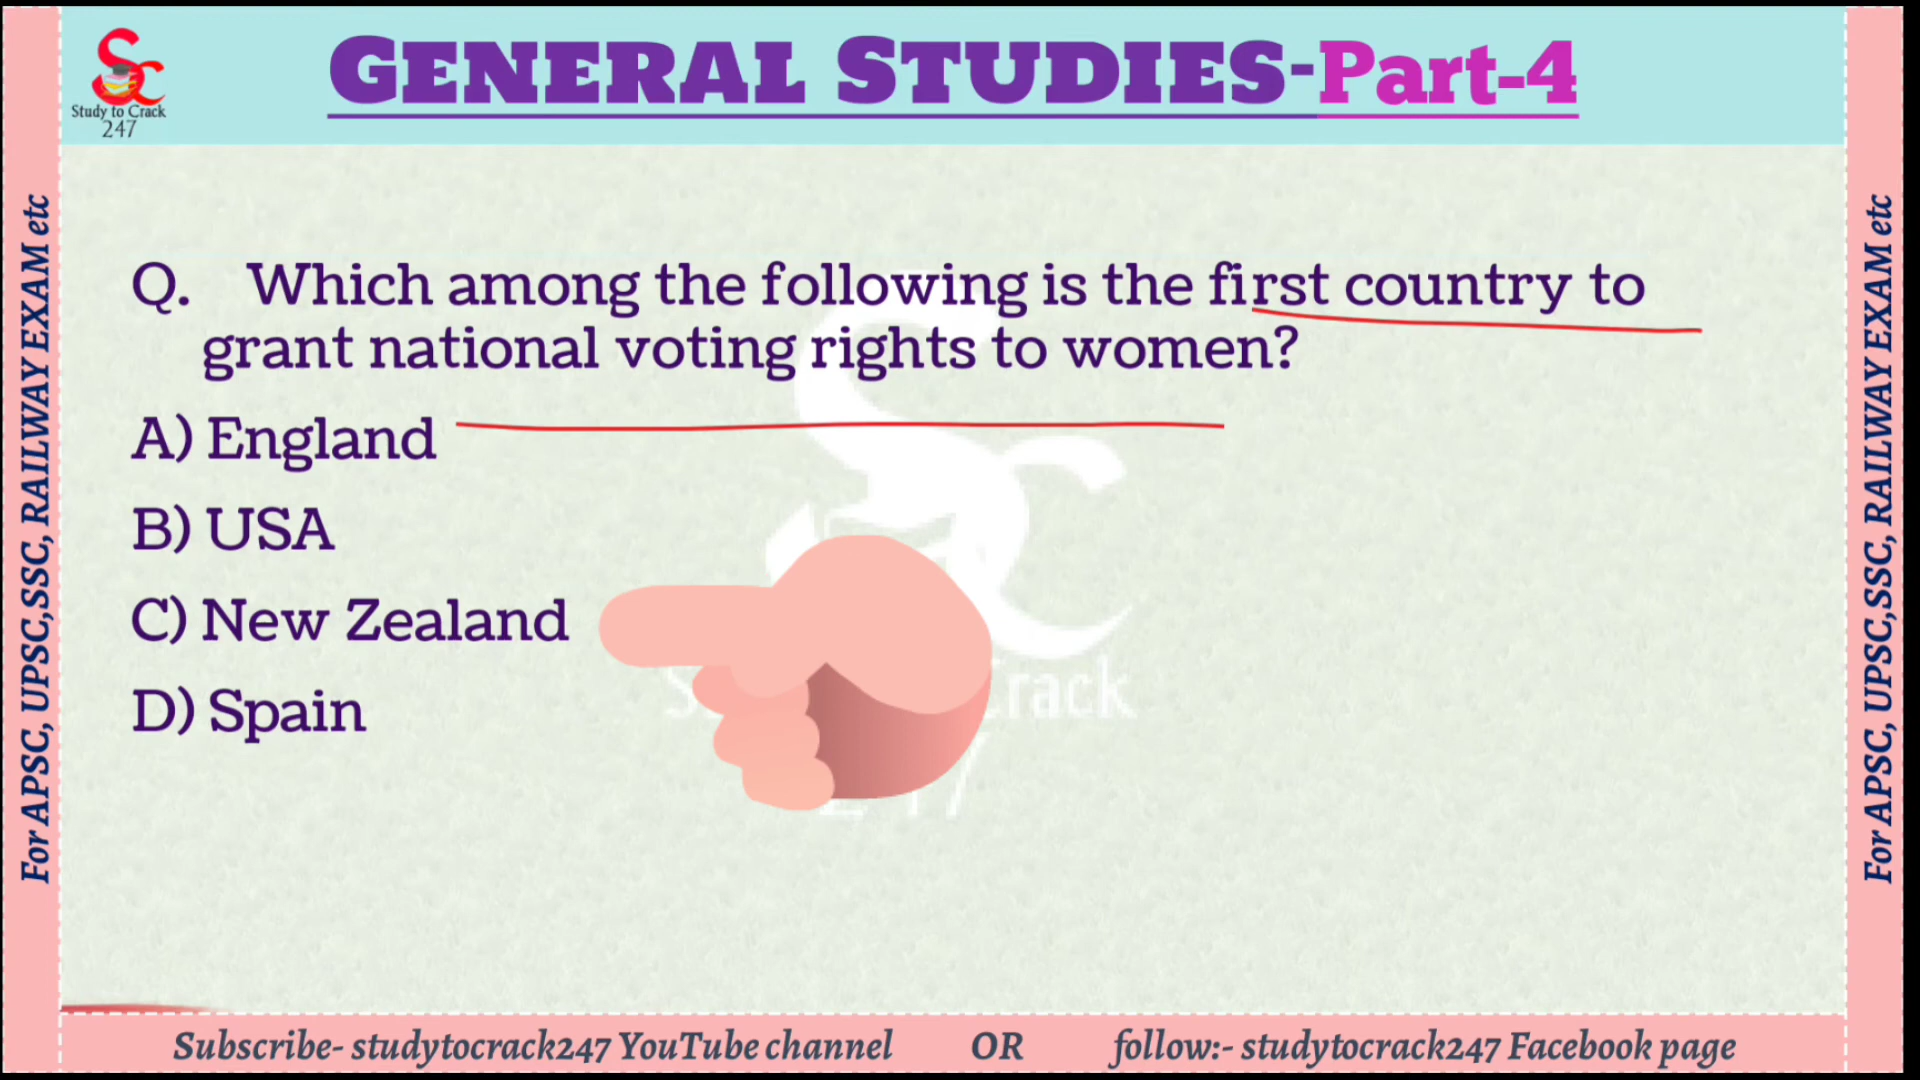 GENERAL STUDIES-Part-4
Study to Crack
247
For APSC, UPSC,SSC, RAILWAY EXAM etc
Q. Which among the following is the first country to
grant national voting rights to women?
A) England
B) USA
C) New Zealand
D) Spain
rack
For APSC, UPSC,SSC, RAILWAY EXAM etc
Subscribe- studytocrack247 YouTube channel OR follow:- studytocrack247 Facebook page